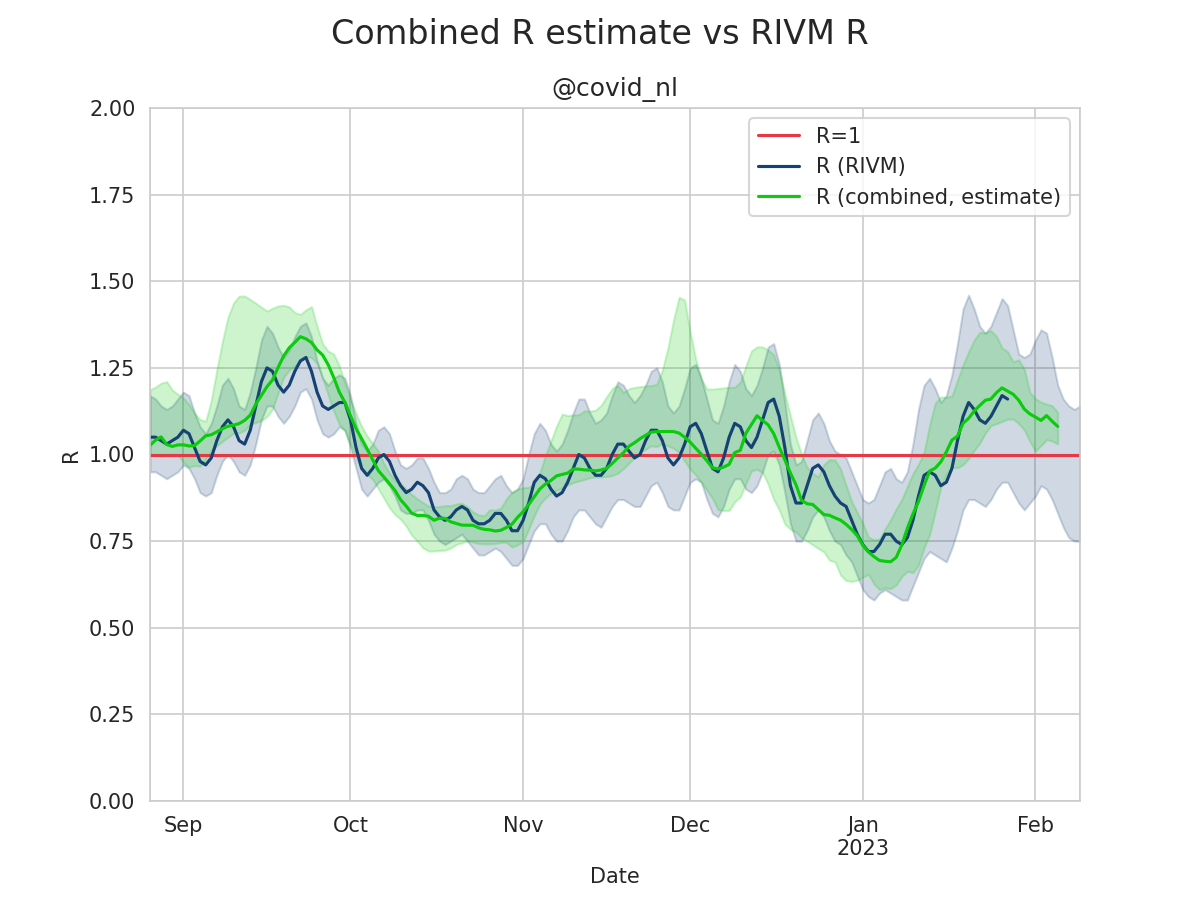 Combined R estimate vs RIVM R
@covid_nl
R=1
R (RIVM)
R (combined, estimate)
2.00
1.75
1.50
1.25
1.00
0.75
0.50
0.25
0.00
R
Sep Oct Nov Dec Jan Feb
2023
Date